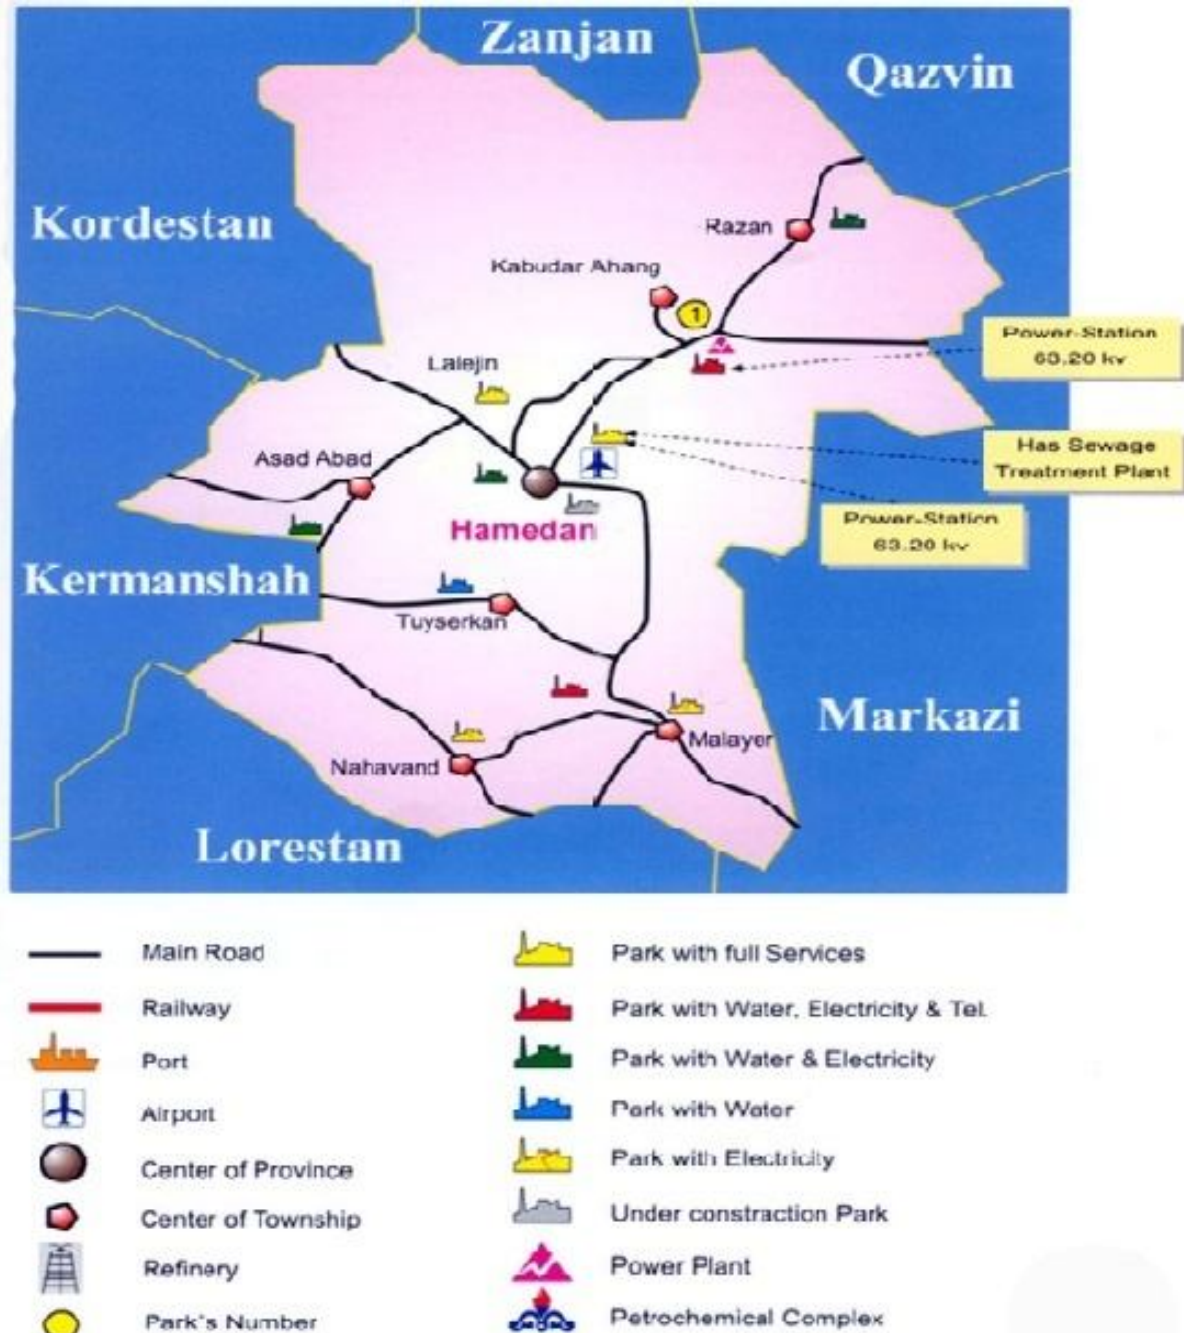 Zanjan
Qazvin
Kordestan
Razan
Kabudar Ahang
1
Power-Station
63.20 kv
Lalejin
Has Sewage
Treatment Plant
Asad Abad
Power-Station
63.20 kv
Hamedan
Kermanshah
Tuyserkan
Markazi
Malayer
Nahavand
Lorestan
Main Road
Railway
Port
Airport
Center of Province
Center of Township
Refinery
Park's Number
Park with full Services
Park with Water, Electricity & Tel.
Park with Water & Electricity
Park with Water
Park with Electricity
Under constraction Park
Power Plant
Petrochemical Complex